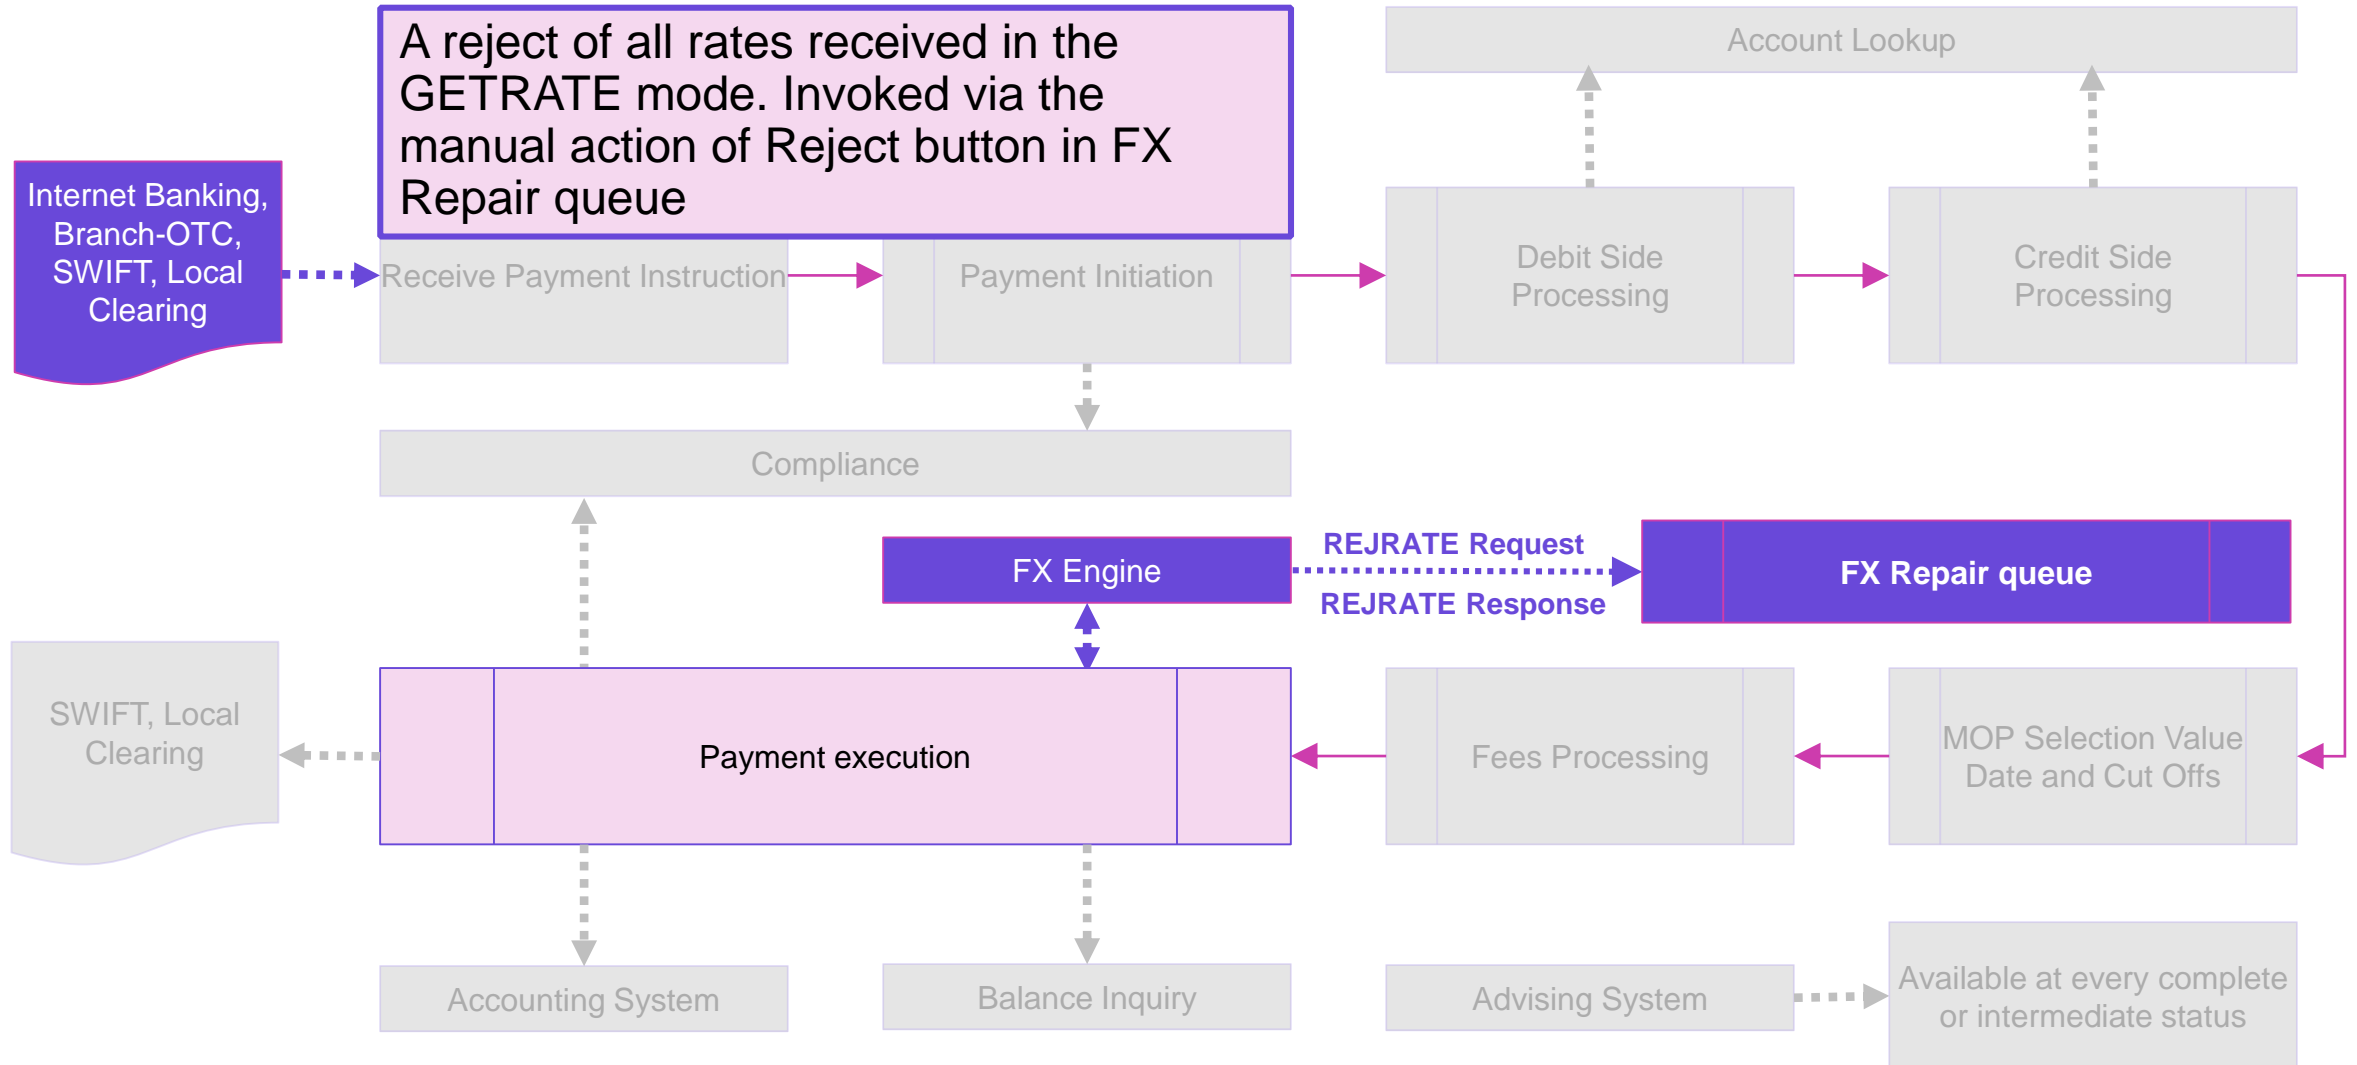 A reject of all rates received in the
GETRATE mode. Invoked via the
manual action of Reject button in FX
Repair queue
Account Lookup
Internet Banking,
Branch-OTC,
SWIFT, Local
Clearing
Receive Payment Instruction
Payment Initiation
Debit Side
Processing
Credit Side
Processing
Compliance
FX Engine
REJRATE Request
REJRATE Response
FX Repair queue
SWIFT, Local
Clearing
Payment execution
Fees Processing
MOP Selection Value
Date and Cut Offs
Accounting System
Balance Inquiry
Advising System
Available at every complete
or intermediate status